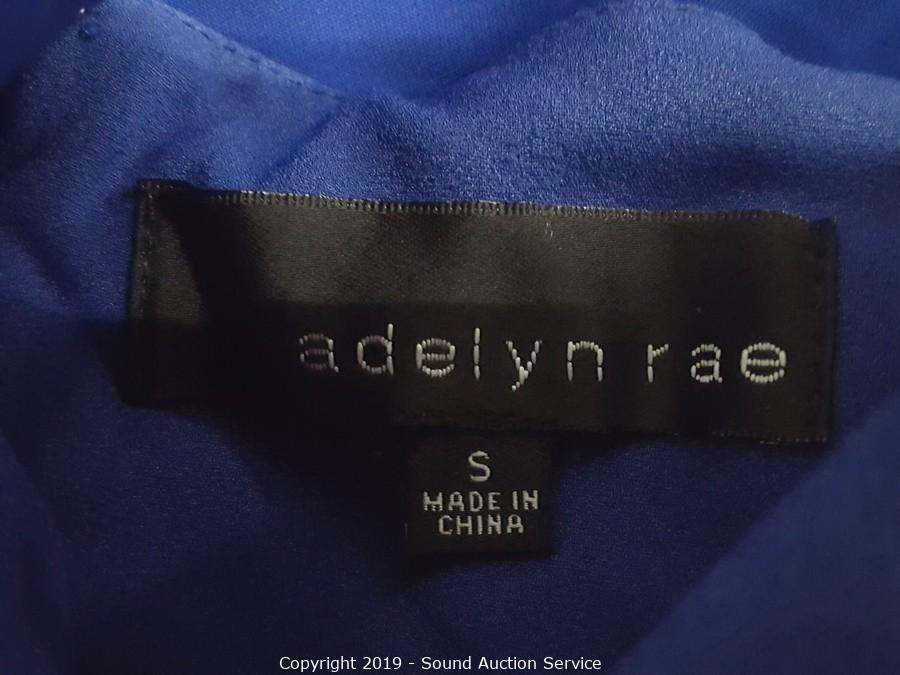 adelyn rae
S
MADE IN
CHINA
Copyright 2019 - Sound Auction Service